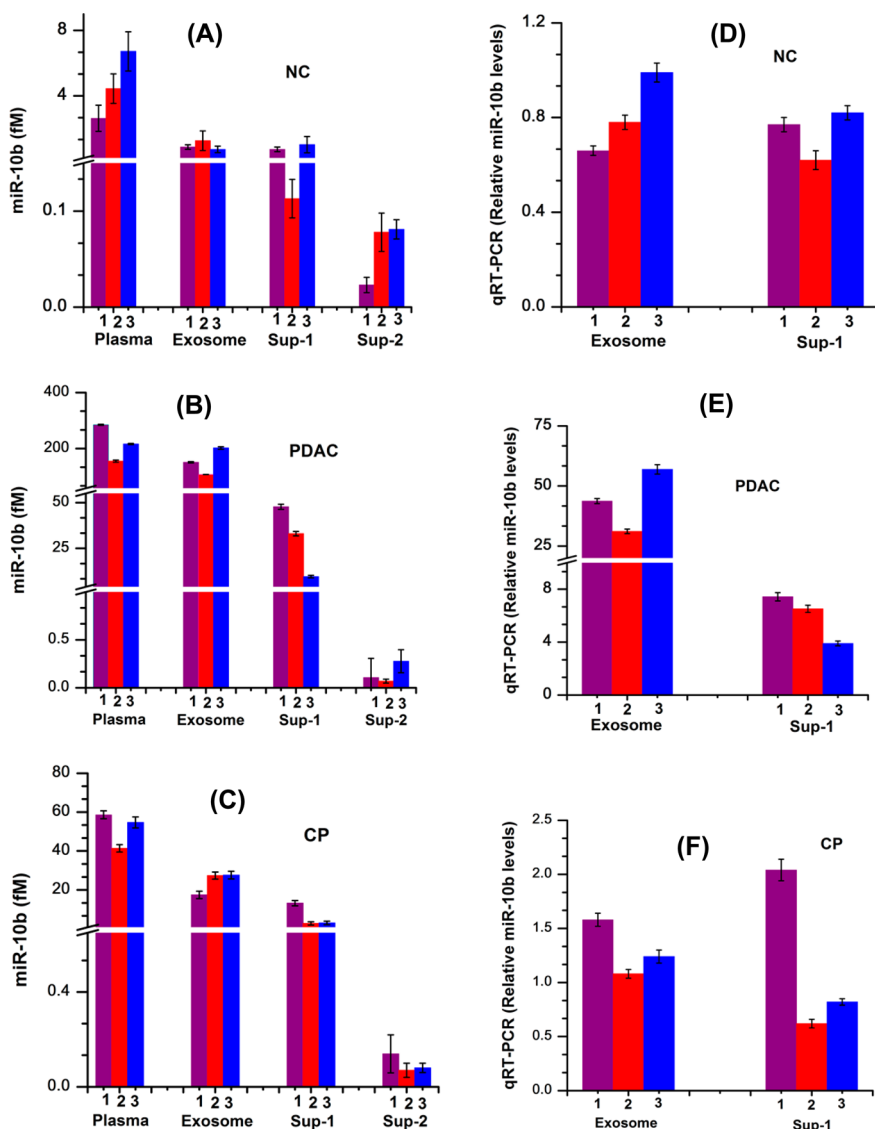 (A)
NC
miR-10b (fM)
8
4
0.1
0.0
1 2 3 1 2 3 1 2 3 1 2 3
Plasma Exosome Sup-1 Sup-2
(D)
NC
qRT-PCR (Relative miR-10b levels)
1.2
0.8
0.4
0.0
1 2 3 1 2 3
Exosome Sup-1
(B)
PDAC
miR-10b (fM)
400
200
50
25
0.5
0.0
1 2 3 1 2 3 1 2 3 1 2 3
Plasma Exosome Sup-1 Sup-2
(E)
PDAC
qRT-PCR (Relative miR-10b levels)
75
50
25
8
4
0
1 2 3 1 2 3
Exosome Sup-1
(C)
CP
miR-10b (fM)
80
60
40
20
0.4
0.0
1 2 3 1 2 3 1 2 3 1 2 3
Plasma Exosome Sup-1 Sup-2
(F)
CP
qRT-PCR (Relative miR-10b levels)
2.5
2.0
1.5
1.0
0.5
0.0
1 2 3 1 2 3
Exosome Sup-1